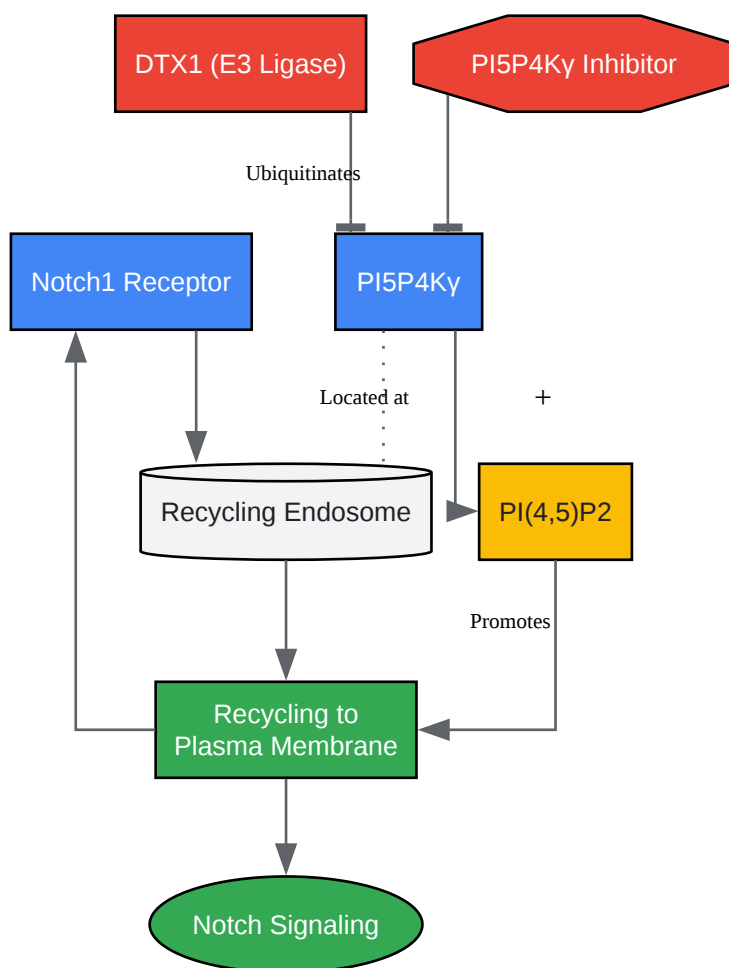 DTX1 (E3 Ligase)
PI5P4Kγ Inhibitor
Ubiquitinates
Notch1 Receptor
PI5P4Kγ
Located at
+
Recycling Endosome
PI(4,5)P2
Promotes
Recycling to
Plasma Membrane
Notch Signaling